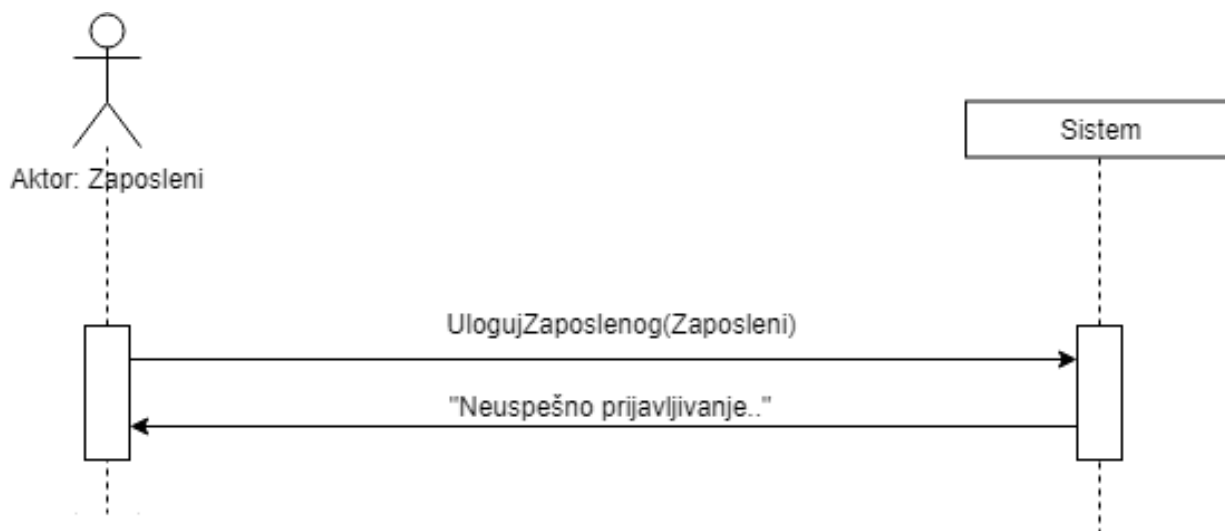 Sistem
Aktor: Zaposleni
UlogujZaposlenog(Zaposleni)
"Neuspešno prijavljivanje.."